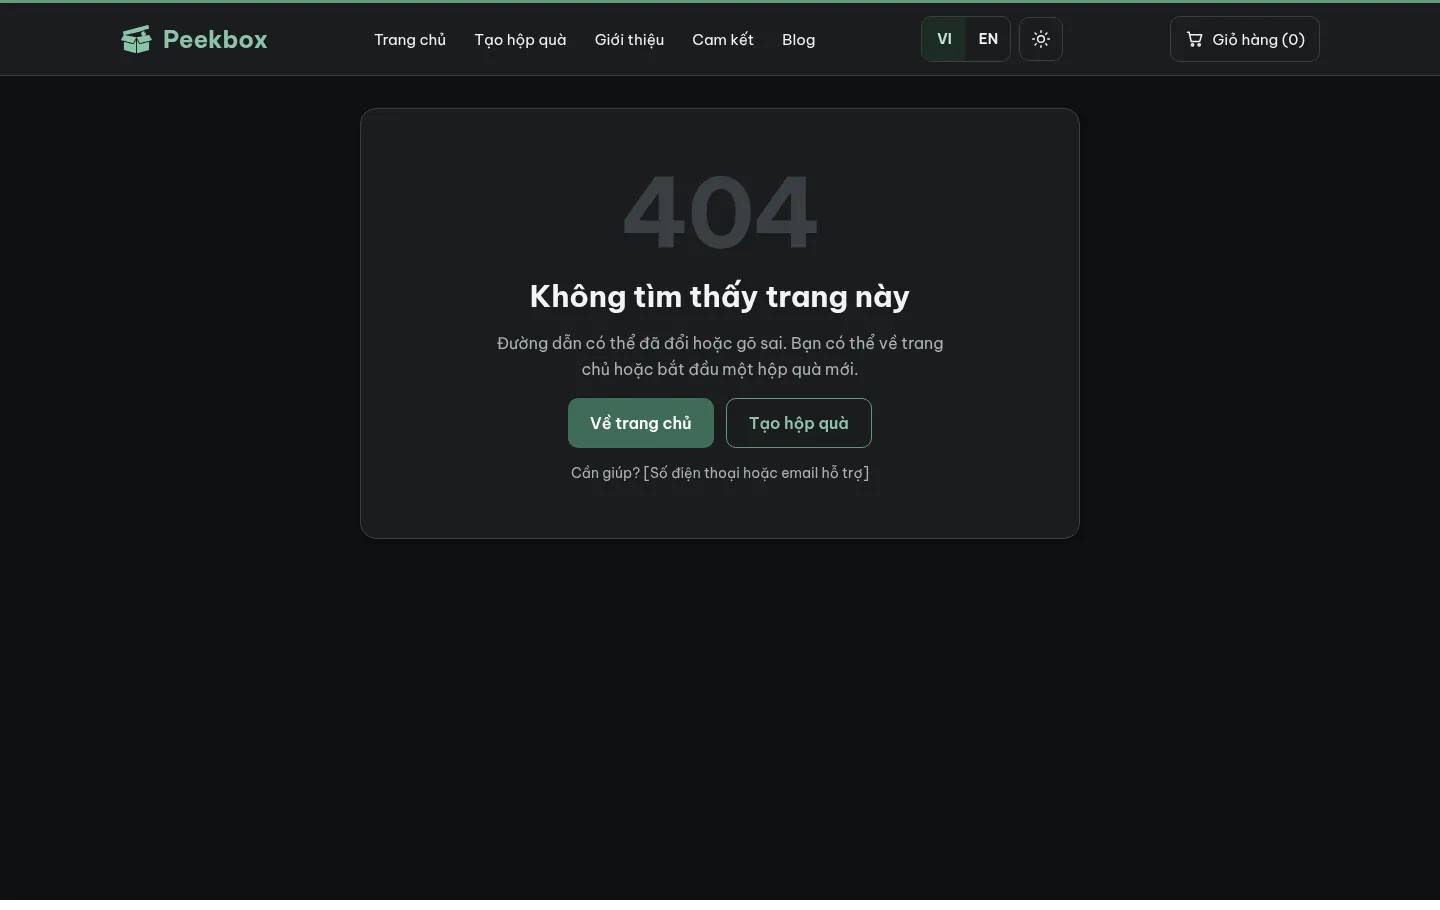 Peekbox
Trang chủ
Tạo hộp quà
Giới thiệu
Cam kết
Blog
VI
EN
Giỏ hàng (0)
404
Không tìm thấy trang này
Đường dẫn có thể đã đổi hoặc gõ sai. Bạn có thể về trang
chủ hoặc bắt đầu một hộp quà mới.
Về trang chủ
Tạo hộp quà
Cần giúp? [Số điện thoại hoặc email hỗ trợ]